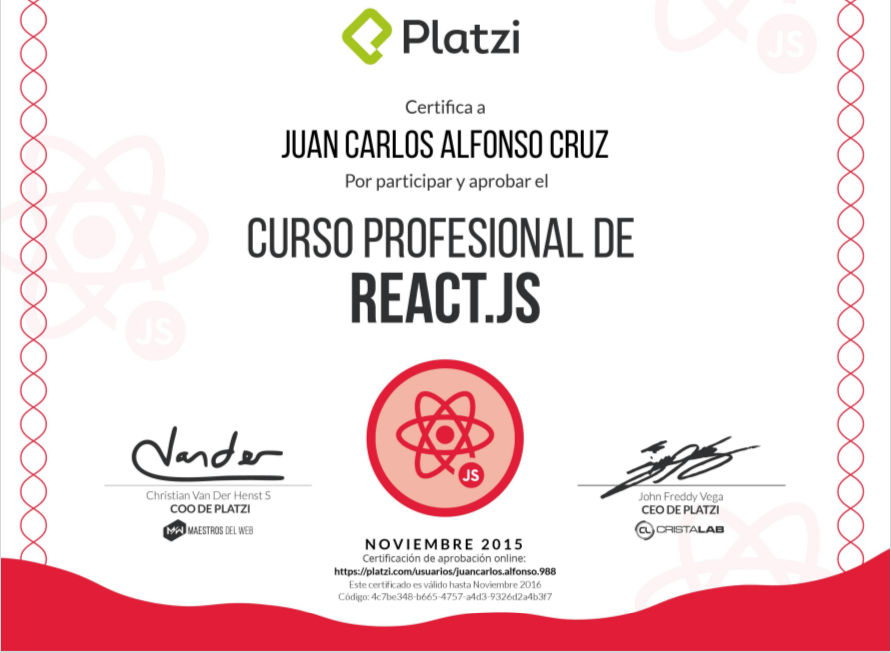 Platzi
JS
Certifica a
JUAN CARLOS ALFONSO CRUZ
Por participar y aprobar el
CURSO PROFESIONAL DE
REACT.JS
JS
JS
Vander
Christian Van Der Henst S
COO DE PLATZI
MAESTROS DEL WEB
John Freddy Vega
CEO DE PLATZI
CL CRISTALAB
NOVIEMBRE 2015
Certificación de aprobación online:
https://platzi.com/usuarios/juancarlos.alfonso.988
Este certificado es válido hasta Noviembre 2016
Código: 4c7be348-b665-4757-a4d3-9326d2a4b3f7